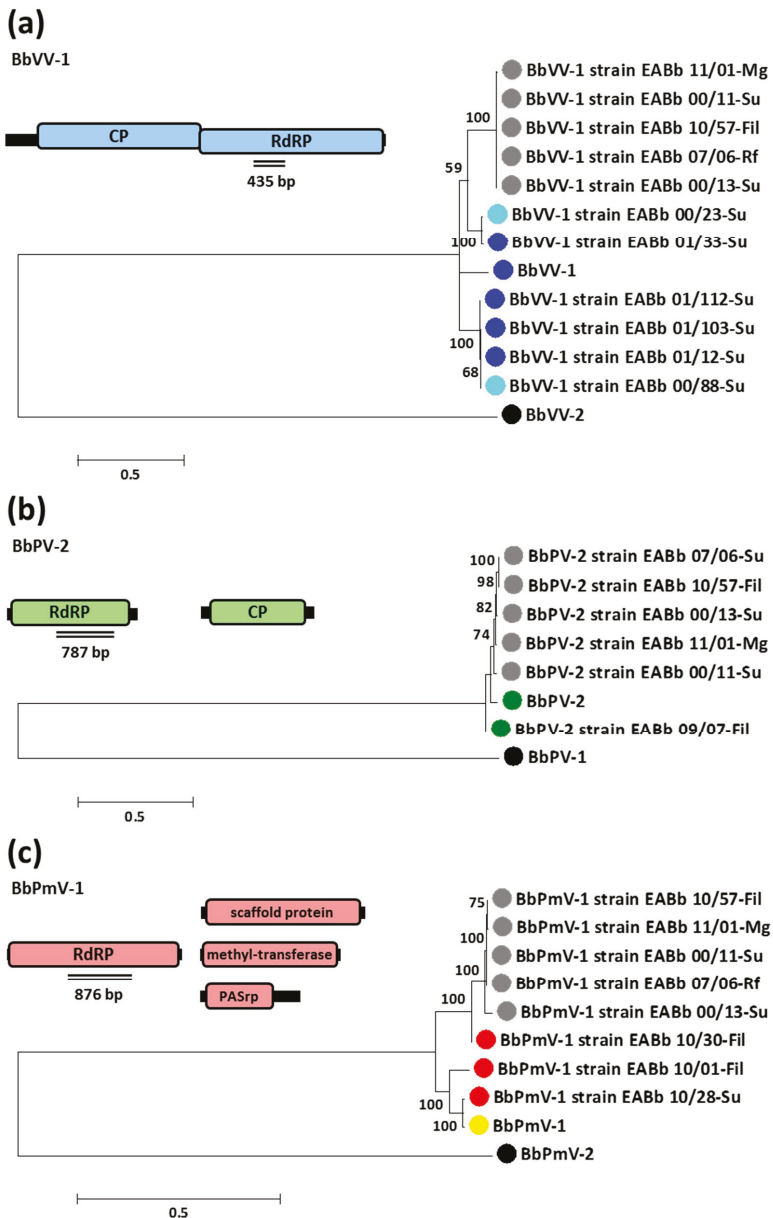 (a)
BbVV-1
CP
RdRP
435 bp
BbVV-1 strain EABb 11/01-Mg
BbVV-1 strain EABb 00/11-Su
100
BbVV-1 strain EABb 10/57-Fil
BbVV-1 strain EABb 07/06-Rf
59
BbVV-1 strain EABb 00/13-Su
BbVV-1 strain EABb 00/23-Su
100
BbVV-1 strain EABb 01/33-Su
BbVV-1
BbVV-1 strain EABb 01/112-Su
BbVV-1 strain EABb 01/103-Su
100
BbVV-1 strain EABb 01/12-Su
68
BbVV-1 strain EABb 00/88-Su
BbVV-2
0.5
(b)
BbPV-2
RdRP
CP
787 bp
100
BbPV-2 strain EABb 07/06-Su
98
BbPV-2 strain EABb 10/57-Fil
82
BbPV-2 strain EABb 00/13-Su
74
BbPV-2 strain EABb 11/01-Mg
BbPV-2 strain EABb 00/11-Su
BbPV-2
BbPV-2 strain EABb 09/07-Fil
BbPV-1
0.5
(c)
BbPmV-1
scaffold protein
RdRP
methyl-transferase
876 bp
PASrp
75
BbPmV-1 strain EABb 10/57-Fil
BbPmV-1 strain EABb 11/01-Mg
100
BbPmV-1 strain EABb 00/11-Su
100
BbPmV-1 strain EABb 07/06-Rf
100
BbPmV-1 strain EABb 00/13-Su
BbPmV-1 strain EABb 10/30-Fil
BbPmV-1 strain EABb 10/01-Fil
BbPmV-1 strain EABb 10/28-Su
100
100
BbPmV-1
BbPmV-2
0.5